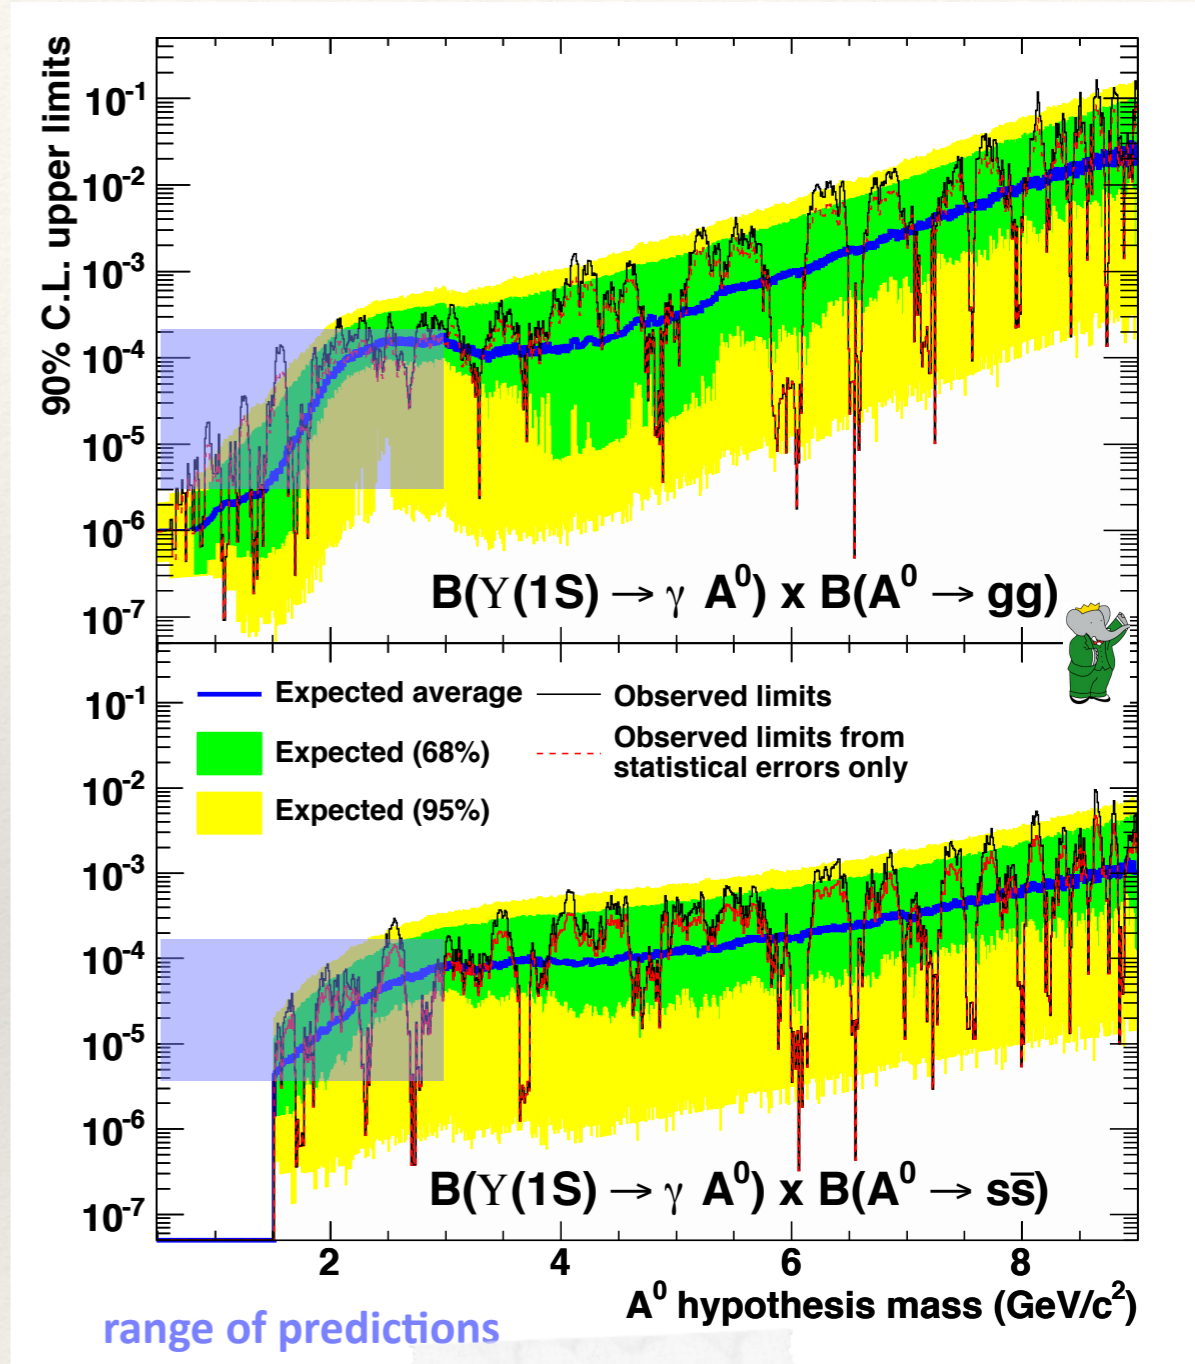 90% C.L. upper limits
10⁻¹
10⁻²
10⁻³
10⁻⁴
10⁻⁵
10⁻⁶
10⁻⁷
B(Υ(1S) → γ A⁰) x B(A⁰ → gg)
Expected average
Observed limits
Expected (68%)
Observed limits from
statistical errors only
Expected (95%)
10⁻¹
10⁻²
10⁻³
10⁻⁴
10⁻⁵
10⁻⁶
10⁻⁷
B(Υ(1S) → γ A⁰) x B(A⁰ → ss̅)
2 4 6 8
A⁰ hypothesis mass (GeV/c²)
range of predictions